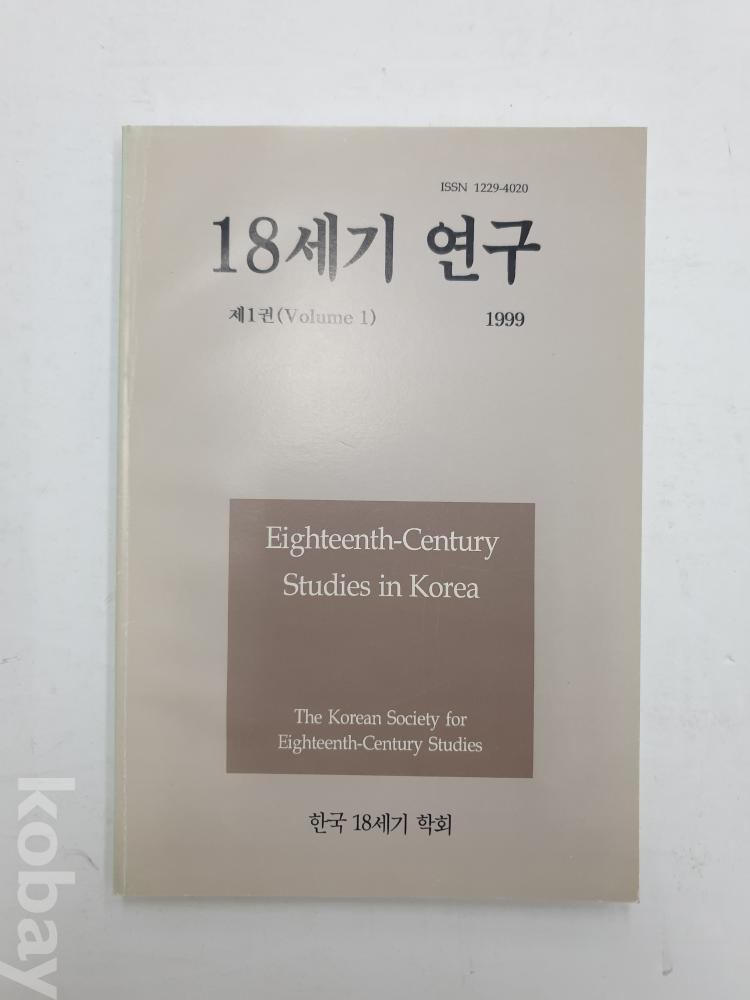 ISSN 1229-4020
18세기 연구
제1권(Volume 1) 1999
Eighteenth-Century
Studies in Korea
The Korean Society for
Eighteenth-Century Studies
한국 18세기 학회
kobay